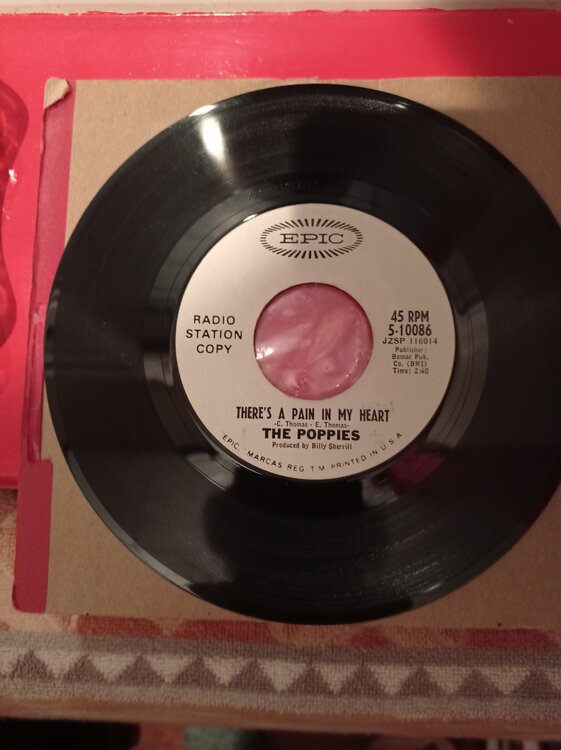 EPIC
RADIO
STATION
COPY
45 RPM
5-10086
JZSP 116014
Publisher:
Bomac Pub.
Co. (BMI)
Time: 2:40
THERE'S A PAIN IN MY HEART
-C. Thomas - E. Thomas-
THE POPPIES
Produced by Billy Sherrill
"EPIC," MARCAS REG. T.M. PRINTED IN U.S.A.